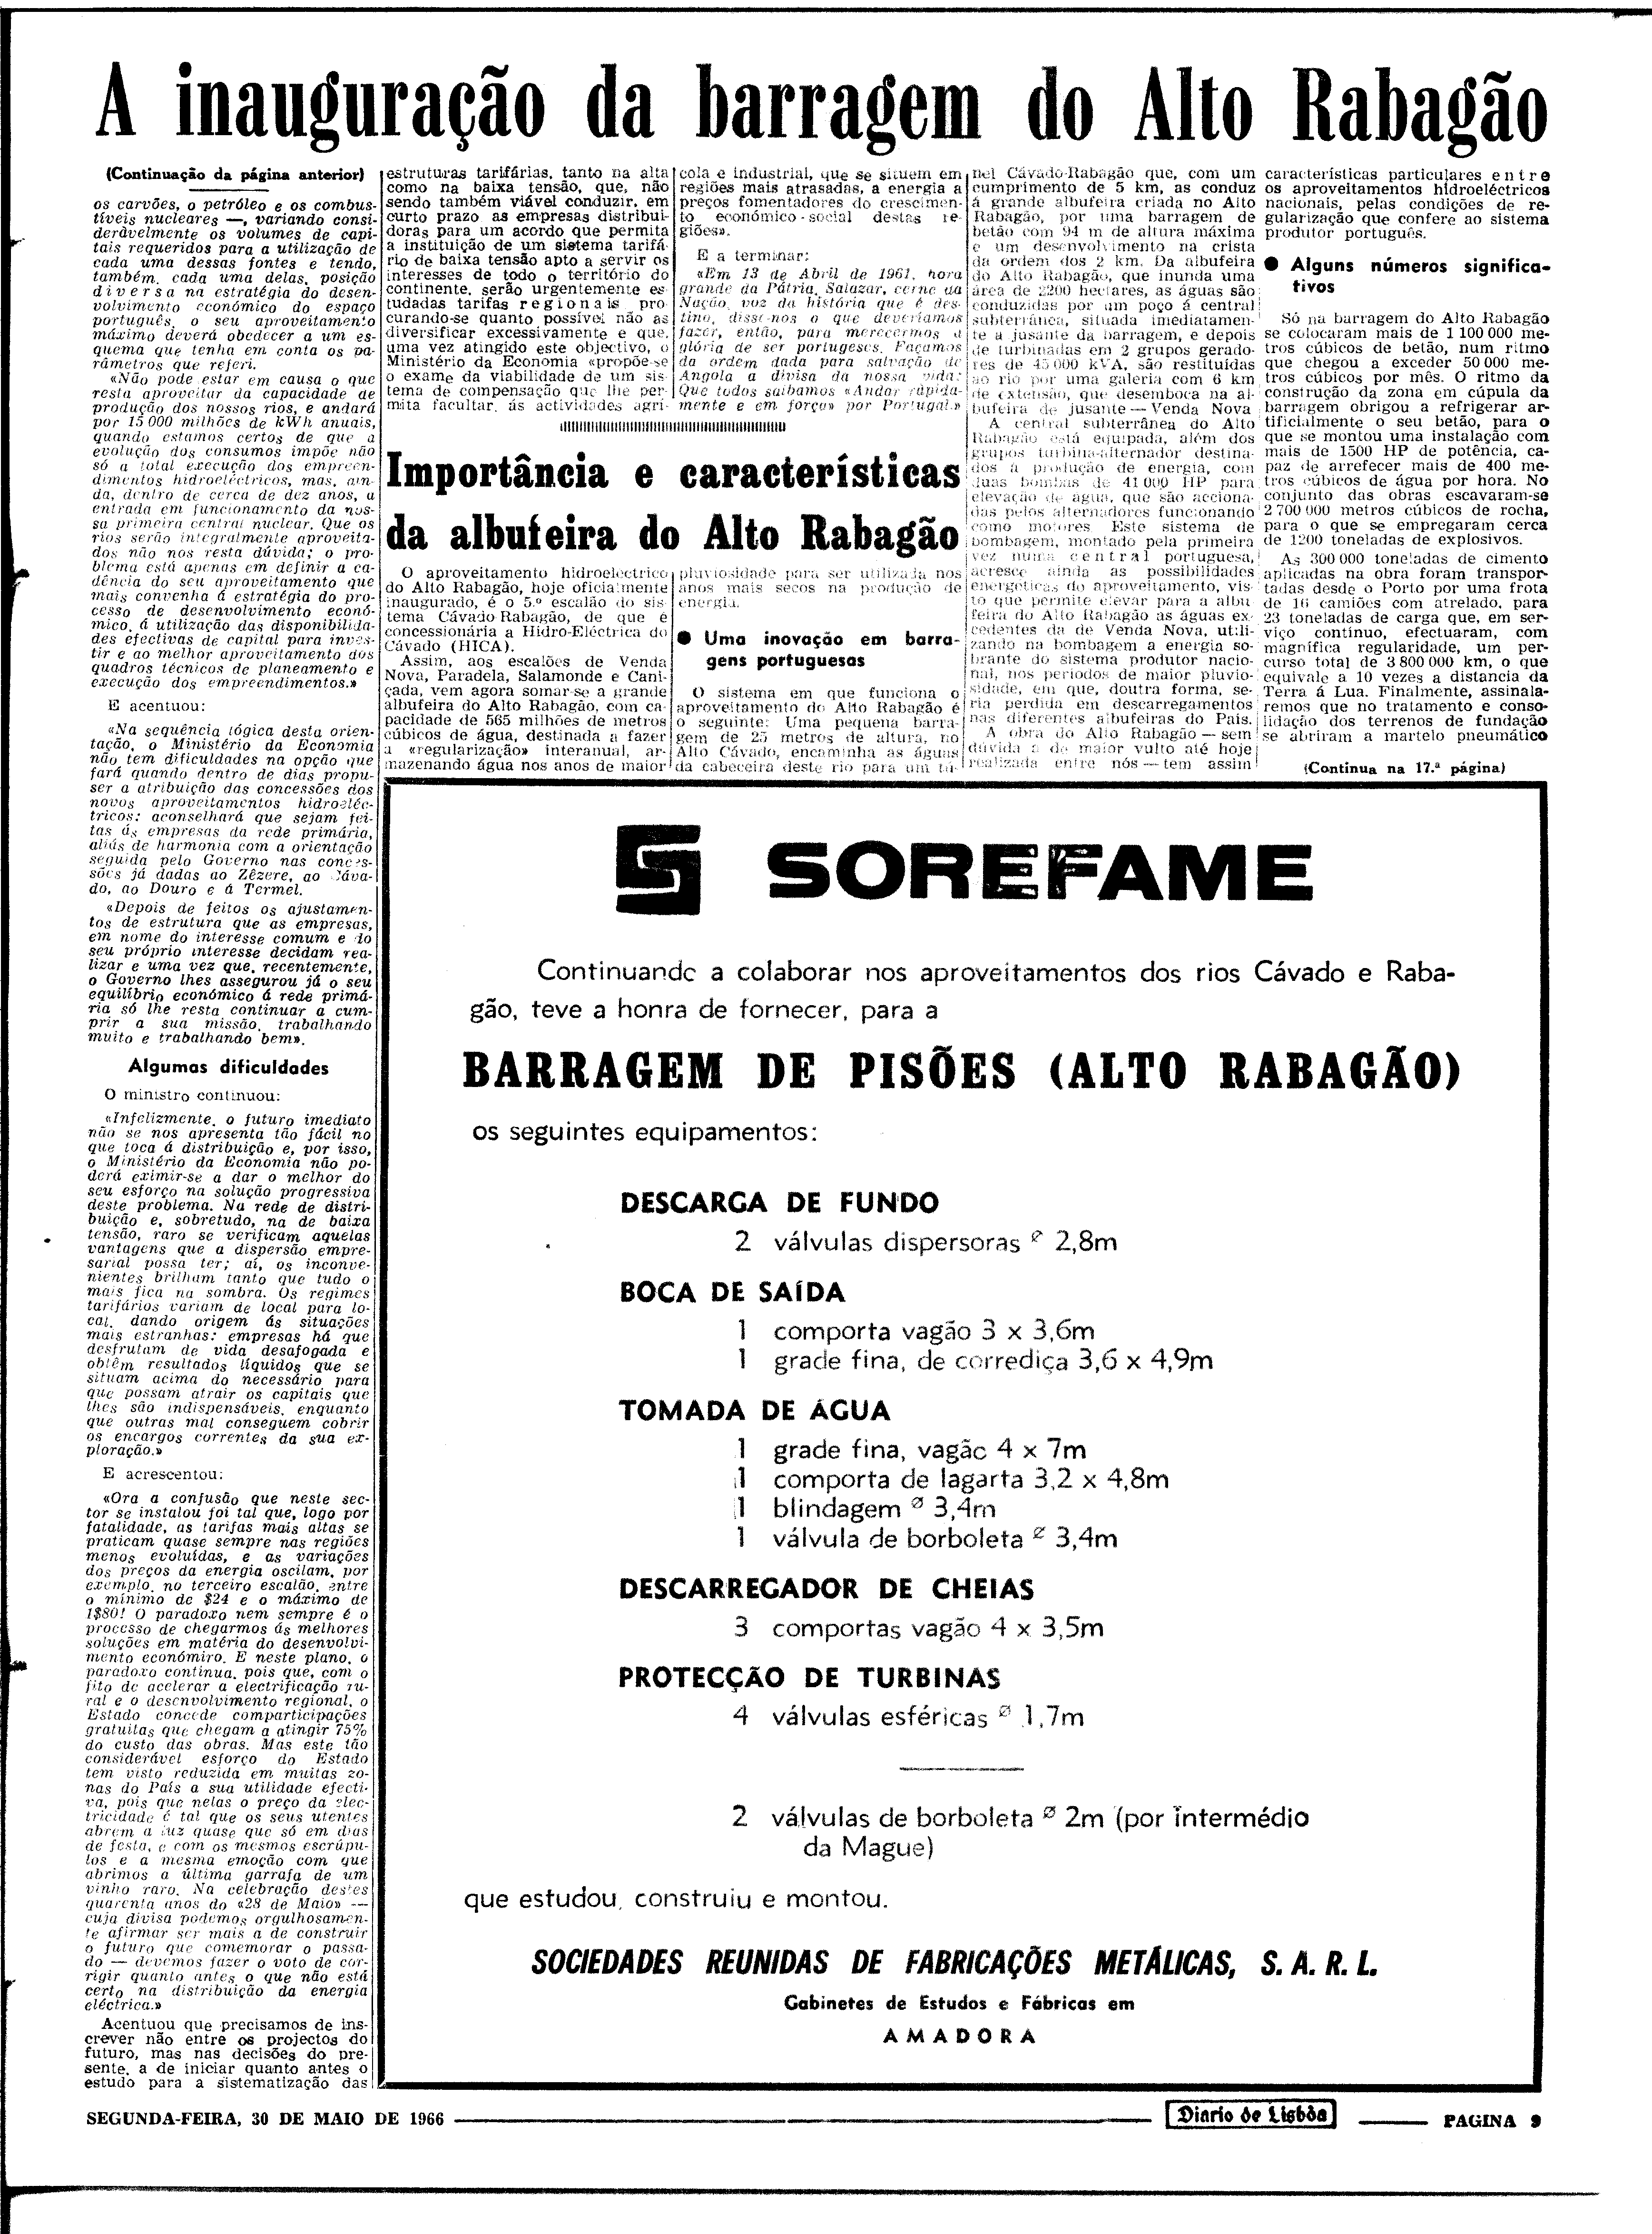 A inauguração da barragem do Alto Rabagão
(Continuação da página anterior)
os carvões, o petróleo e os combus-
tíveis nucleares —, variando consi-
deràvelmente os volumes de capi-
tais requeridos para a utilização de
cada uma dessas fontes e tendo,
também, cada uma delas, posição
diversa na estratégia do desen-
volvimento económico do espaço
português, o seu aproveitamento
máximo deverá obedecer a um es-
quema que tenha em conta os pa-
râmetros que referi.
«Não pode estar em causa o que
resta aproveitar da capacidade de
produção dos nossos rios, e andará
por 15 000 milhões de kWh anuais,
quando estamos certos de que a
evolução dos consumos impõe não
só a total execução dos empreen-
dimentos hidroeléctricos, mas, ain-
da, dentro de cerca de dez anos, a
entrada em funcionamento da nos-
sa primeira central nuclear. Que os
rios serão integralmente aproveita-
dos não nos resta dúvida; o pro-
blema está apenas em definir a ca-
dência do seu aproveitamento que
mais convenha á estratégia do pro-
cesso de desenvolvimento econó-
mico, á utilização das disponibilida-
des efectivas de capital para inves-
tir e ao melhor aproveitamento dos
quadros técnicos de planeamento e
execução dos empreendimentos.»
E acentuou:
«Na sequência lógica desta orien-
tação, o Ministério da Economia
não tem dificuldades na opção que
fará quando dentro de dias propu-
ser a atribuição das concessões dos
novos aproveitamentos hidroeléc-
tricos: aconselhará que sejam fei-
tas ás empresas da rede primária,
aliás de harmonia com a orientação
seguida pelo Governo nas conces-
sões já dadas ao Zêzere, ao Cáva-
do, ao Douro e á Termel.
«Depois de feitos os ajustamen-
tos de estrutura que as empresas,
em nome do interesse comum e do
seu próprio interesse decidam rea-
lizar e uma vez que, recentemente,
o Governo lhes assegurou já o seu
equilíbrio económico á rede primá-
ria só lhe resta continuar a cum-
prir a sua missão, trabalhando
muito e trabalhando bem».
Algumas dificuldades
O ministro continuou:
«Infelizmente, o futuro imediato
não se nos apresenta tão fácil no
que toca á distribuição e, por isso,
o Ministério da Economia não po-
derá eximir-se a dar o melhor do
seu esforço na solução progressiva
deste problema. Na rede de distri-
buição e, sobretudo, na de baixa
tensão, raro se verificam aquelas
vantagens que a dispersão empre-
sarial possa ter; aí, os inconve-
nientes brilham tanto que tudo o
mais fica na sombra. Os regimes
tarifários variam de local para lo-
cal, dando origem ás situações
mais estranhas: empresas há que
desfrutam de vida desafogada e
obtêm resultados líquidos que se
situam acima do necessário para
que possam atrair os capitais que
lhes são indispensáveis, enquanto
que outras mal conseguem cobrir
os encargos correntes da sua ex-
ploração.»
E acrescentou:
«Ora a confusão que neste sec-
tor se instalou foi tal que, logo por
fatalidade, as tarifas mais altas se
praticam quase sempre nas regiões
menos evoluídas, e as variações
dos preços da energia oscilam, por
exemplo, no terceiro escalão, entre
o mínimo de $24 e o máximo de
1$80! O paradoxo nem sempre é o
processo de chegarmos ás melhores
soluções em matéria do desenvolvi-
mento económiro. E neste plano, o
paradoxo continua, pois que, com o
fito de acelerar a electrificação ru-
ral e o desenvolvimento regional, o
Estado concede comparticipações
gratuitas que chegam a atingir 75%
do custo das obras. Mas este tão
considerável esforço do Estado
tem visto reduzida em muitas zo-
nas do País a sua utilidade efecti-
va, pois que nelas o preço da elec-
tricidade é tal que os seus utentes
abrem a luz quase que só em dias
de festa, e com os mesmos escrúpu-
los e a mesma emoção com que
abrimos a última garrafa de um
vinho raro. Na celebração destes
quarenta anos do «28 de Maio» —
cuja divisa podemos orgulhosamen-
te afirmar ser mais a de construir
o futuro que comemorar o passa-
do — devemos fazer o voto de cor-
rigir quanto antes o que não está
certo na distribuição da energia
eléctrica.»
Acentuou que precisamos de ins-
crever não entre os projectos do
futuro, mas nas decisões do pre-
sente, a de iniciar quanto antes o
estudo para a sistematização das
estruturas tarifárias, tanto na alta
como na baixa tensão, que, não
sendo também viável conduzir, em
curto prazo as empresas distribui-
doras para um acordo que permita
a instituição de um sistema tarifá-
rio de baixa tensão apto a servir os
interesses de todo o território do
continente, serão urgentemente es-
tudadas tarifas regionais pro-
curando-se quanto possível não as
diversificar excessivamente e que,
uma vez atingido este objectivo, o
Ministério da Economia «propõe-se
o exame da viabilidade de um sis-
tema de compensação que lhe per-
mita facultar, ás actividades agrí-
cola e industrial, que se situem em
regiões mais atrasadas, a energia a
preços fomentadores do crescimen-
to económico-social destas re-
giões».
E a terminar:
«Em 13 de Abril de 1961, hora
grande da Pátria, Salazar, cerne da
Nação, voz da história que é des-
tino, disse-nos o que deveríamos
fazer, então, para merecermos a
glória de ser portugeses. Façamos
da ordem dada para salvação de
Angola a divisa da nossa vida:
Que todos saibamos «Andar ràpida-
mente e em força» por Portugal.»
Importância e características
da albufeira do Alto Rabagão
O aproveitamento hidroeléctrico
do Alto Rabagão, hoje oficialmente
inaugurado, é o 5.º escalão do sis-
tema Cávado-Rabagão, de que é
concessionária a Hidro-Eléctrica do
Cávado (HICA).
Assim, aos escalões de Venda
Nova, Paradela, Salamonde e Cani-
çada, vem agora somar-se a grande
albufeira do Alto Rabagão, com ca-
pacidade de 565 milhões de metros
cúbicos de água, destinada a fazer
a «regularização» interanual, ar-
mazenando água nos anos de maior
pluviosidade para ser utilizada nos
anos mais secos na produção de
energia.
● Uma inovação em barra-
gens portuguesas
O sistema em que funciona o
aproveitamento do Alto Rabagão é
o seguinte: Uma pequena barra-
gem de 25 metros de altura, no
Alto Cávado, encaminha as águas
da cabeceira deste rio para um tú-
nel Cávado-Rabagão que, com um
cumprimento de 5 km, as conduz
á grande albufeira criada no Alto
Rabagão, por uma barragem de
betão com 94 m de altura máxima
e um desenvolvimento na crista
da ordem dos 2 km. Da albufeira
do Alto Rabagão, que inunda uma
área de 2200 hectares, as águas são
conduzidas por um poço á central
subterrânea, situada imediatamen-
te a jusante da barragem, e depois
de turbinadas em 2 grupos gerado-
res de 45 000 kVA, são restituídas
ao rio por uma galeria com 6 km
de extensão, que desemboca na al-
bufeira de jusante — Venda Nova
A central subterrânea do Alto
Rabagão está equipada, além dos
grupos turbina-alternador destina-
dos á produção de energia, com
duas bombas de 41 000 HP para
elevação de água, que são acciona-
das pelos alternadores funcionando
como motores Este sistema de
bombagem, montado pela primeira
vez numa central portuguesa,
acresce ainda as possibilidades
energéticas do aproveitamento, vis-
to que permite elevar para a albu-
feira do Alto Rabagão as águas ex-
cedentes da de Venda Nova, utili-
zando na bombagem a energia so-
brante do sistema produtor nacio-
nal, nos períodos de maior pluvio-
sidade, em que, doutra forma, se-
ria perdida em descarregamentos
nas diferentes albufeiras do País.
A obra do Alto Rabagão — sem
dúvida a de maior vulto até hoje
realizada entre nós — tem assim
características particulares entre
os aproveitamentos hidroeléctricos
nacionais, pelas condições de re-
gularização que confere ao sistema
produtor português.
● Alguns números significa-
tivos
Só na barragem do Alto Rabagão
se colocaram mais de 1 100 000 me-
tros cúbicos de betão, num ritmo
que chegou a exceder 50 000 me-
tros cúbicos por mês. O ritmo da
construção da zona em cúpula da
barragem obrigou a refrigerar ar-
tificialmente o seu betão, para o
que se montou uma instalação com
mais de 1500 HP de potência, ca-
paz de arrefecer mais de 400 me-
tros cúbicos de água por hora. No
conjunto das obras escavaram-se
2 700 000 metros cúbicos de rocha,
para o que se empregaram cerca
de 1200 toneladas de explosivos.
As 300 000 toneladas de cimento
aplicadas na obra foram transpor-
tadas desde o Porto por uma frota
de 16 camiões com atrelado, para
23 toneladas de carga que, em ser-
viço contínuo, efectuaram, com
magnífica regularidade, um per-
curso total de 3 800 000 km, o que
equivale a 10 vezes a distancia da
Terra á Lua. Finalmente, assinala-
remos que no tratamento e conso-
lidação dos terrenos de fundação
se abriram a martelo pneumático
(Continua na 17.ª página)
SOREFAME
Continuando a colaborar nos aproveitamentos dos rios Cávado e Raba-
gão, teve a honra de fornecer, para a
BARRAGEM DE PISÕES (ALTO RABAGÃO)
os seguintes equipamentos:
DESCARGA DE FUNDO
2 válvulas dispersoras ø 2,8m
BOCA DE SAÍDA
1 comporta vagão 3 x 3,6m
1 grade fina, de corrediça 3,6 x 4,9m
TOMADA DE ÁGUA
1 grade fina, vagão 4 x 7m
1 comporta de lagarta 3,2 x 4,8m
1 blindagem ø 3,4m
1 válvula de borboleta ø 3,4m
DESCARREGADOR DE CHEIAS
3 comportas vagão 4 x 3,5m
PROTECÇÃO DE TURBINAS
4 válvulas esféricas ø 1,7m
2 válvulas de borboleta ø 2m (por intermédio
da Mague)
que estudou, construiu e montou.
SOCIEDADES REUNIDAS DE FABRICAÇÕES METÁLICAS, S. A. R. L.
Gabinetes de Estudos e Fábricas em
AMADORA
SEGUNDA-FEIRA, 30 DE MAIO DE 1966
Diario de Lisbôa
PAGINA 9